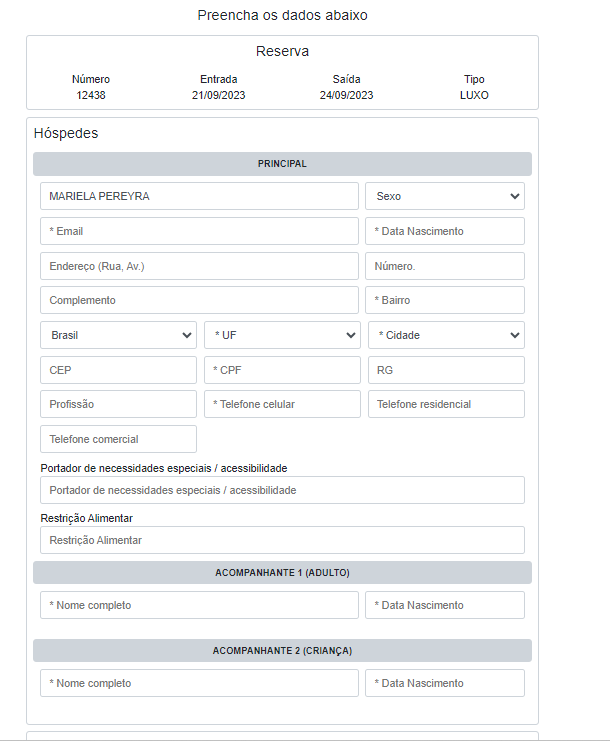 Preencha os dados abaixo
Reserva
Número Entrada Saída Tipo
12438 21/09/2023 24/09/2023 LUXO
Hóspedes
PRINCIPAL
MARIELA PEREYRA Sexo
* Email * Data Nascimento
Endereço (Rua, Av.) Número.
Complemento * Bairro
Brasil * UF * Cidade
CEP * CPF RG
Profissão * Telefone celular Telefone residencial
Telefone comercial
Portador de necessidades especiais / acessibilidade
Portador de necessidades especiais / acessibilidade
Restrição Alimentar
Restrição Alimentar
ACOMPANHANTE 1 (ADULTO)
* Nome completo * Data Nascimento
ACOMPANHANTE 2 (CRIANÇA)
* Nome completo * Data Nascimento